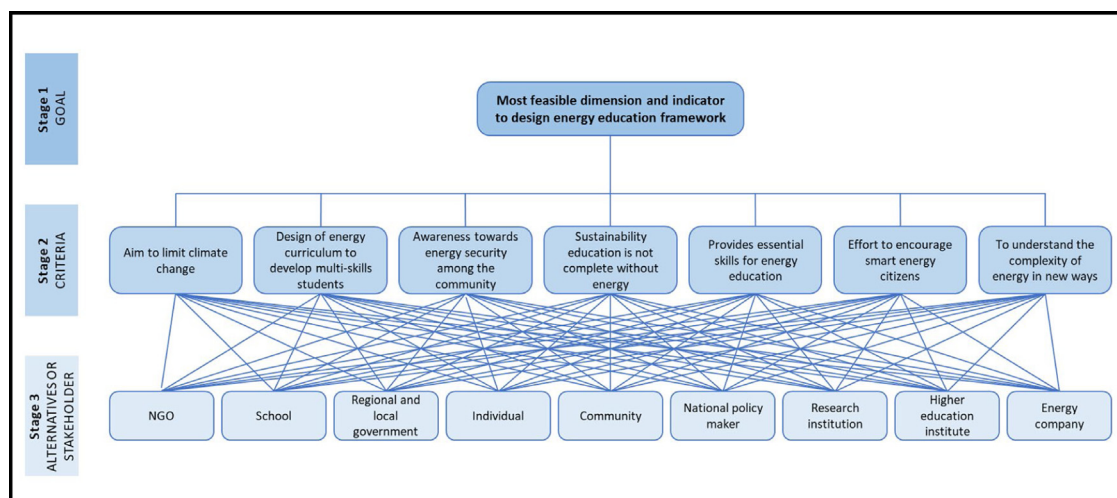 Stage 1
GOAL
Most feasible dimension and indicator
to design energy education framework
Stage 2
CRITERIA
Aim to limit climate
change
Design of energy
curriculum to
develop multi-skills
students
Awareness towards
energy security
among the
community
Sustainability
education is not
complete without
energy
Provides essential
skills for energy
education
Effort to encourage
smart energy
citizens
To understand the
complexity of
energy in new ways
Stage 3
ALTERNATIVES OR
STAKEHOLDER
NGO
School
Regional and
local
government
Individual
Community
National policy
maker
Research
institution
Higher
education
institute
Energy
company